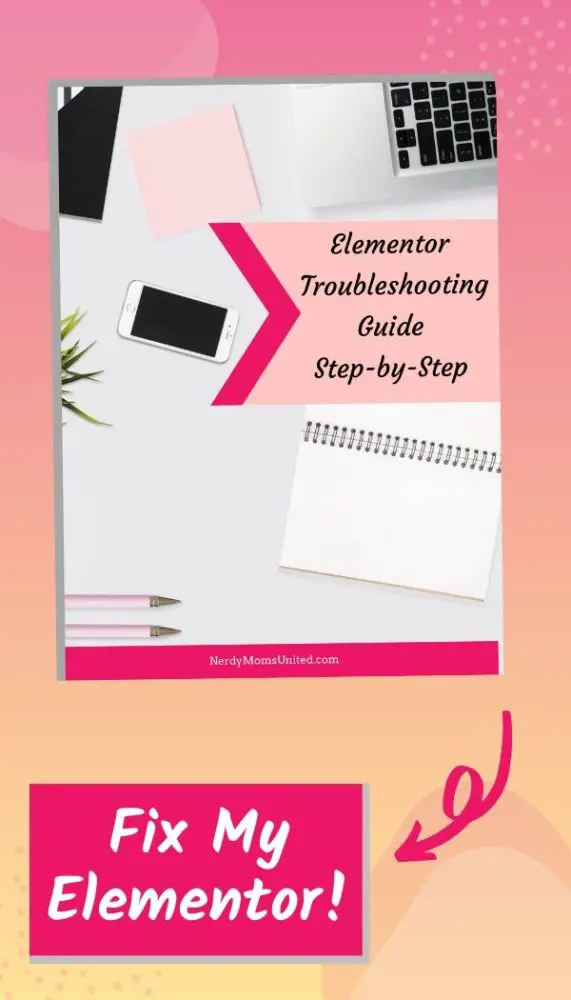 Elementor
Troubleshooting
Guide
Step-by-Step
NerdyMomsUnited.com
Fix My
Elementor!